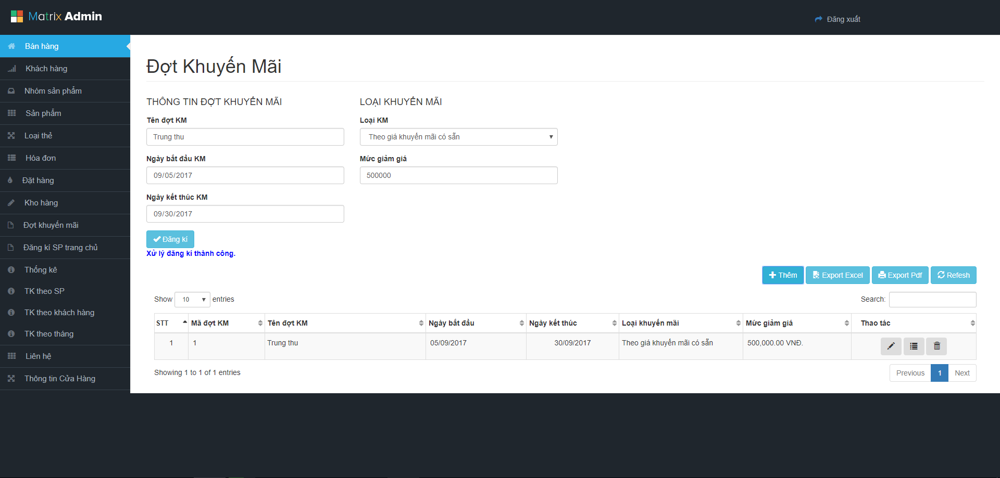 Matrix Admin
Đăng xuất
Bán hàng
Khách hàng
Nhóm sản phẩm
Sản phẩm
Loại thẻ
Hóa đơn
Đặt hàng
Kho hàng
Đợt khuyến mãi
Đăng kí SP trang chủ
Thống kê
TK theo SP
TK theo khách hàng
TK theo tháng
Liên hệ
Thông tin Cửa Hàng
Đợt Khuyến Mãi
THÔNG TIN ĐỢT KHUYẾN MÃI
Tên đợt KM
Trung thu
Ngày bắt đầu KM
09/05/2017
Ngày kết thúc KM
09/30/2017
LOẠI KHUYẾN MÃI
Loại KM
Theo giá khuyến mãi có sẵn
Mức giảm giá
500000
Đăng kí
Xử lý đăng kí thành công.
Thêm Export Excel Export Pdf Refesh
Show 10 entries Search:
STT Mã đợt KM Tên đợt KM Ngày bắt đầu Ngày kết thúc Loại khuyến mãi Mức giảm giá Thao tác
1 1 Trung thu 05/09/2017 30/09/2017 Theo giá khuyến mãi có sẵn 500,000.00 VNĐ.
Showing 1 to 1 of 1 entries Previous 1 Next